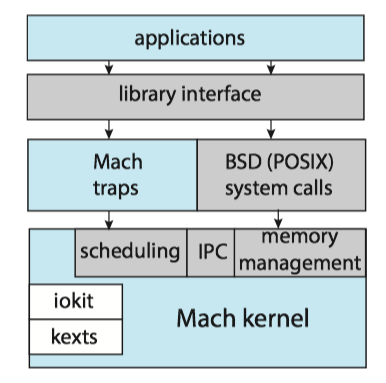 applications
library interface
Mach
traps
BSD (POSIX)
system calls
scheduling
IPC
memory
management
iokit
kexts
Mach kernel